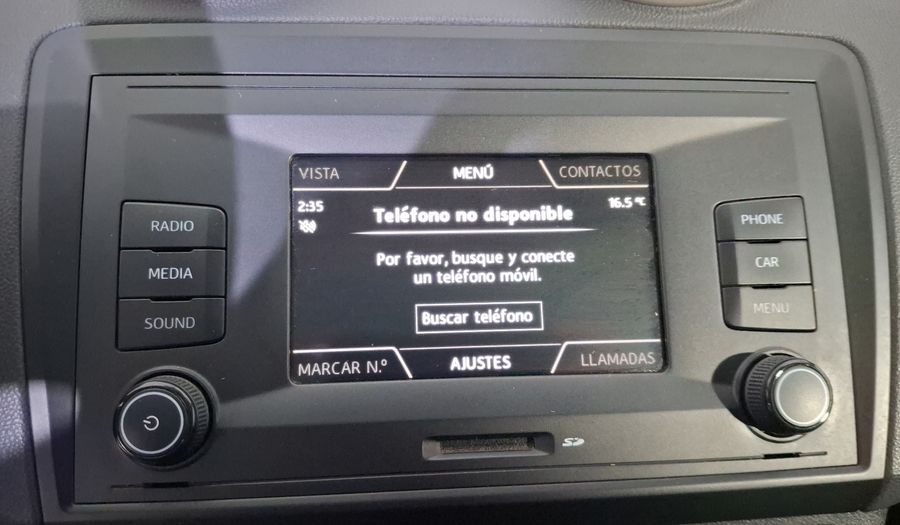 VISTA
MENÚ
CONTACTOS
2:35
16.5 °C
Teléfono no disponible
Por favor, busque y conecte
un teléfono móvil.
Buscar teléfono
MARCAR N.º
AJUSTES
LLAMADAS
RADIO
MEDIA
SOUND
PHONE
CAR
MENU
SD